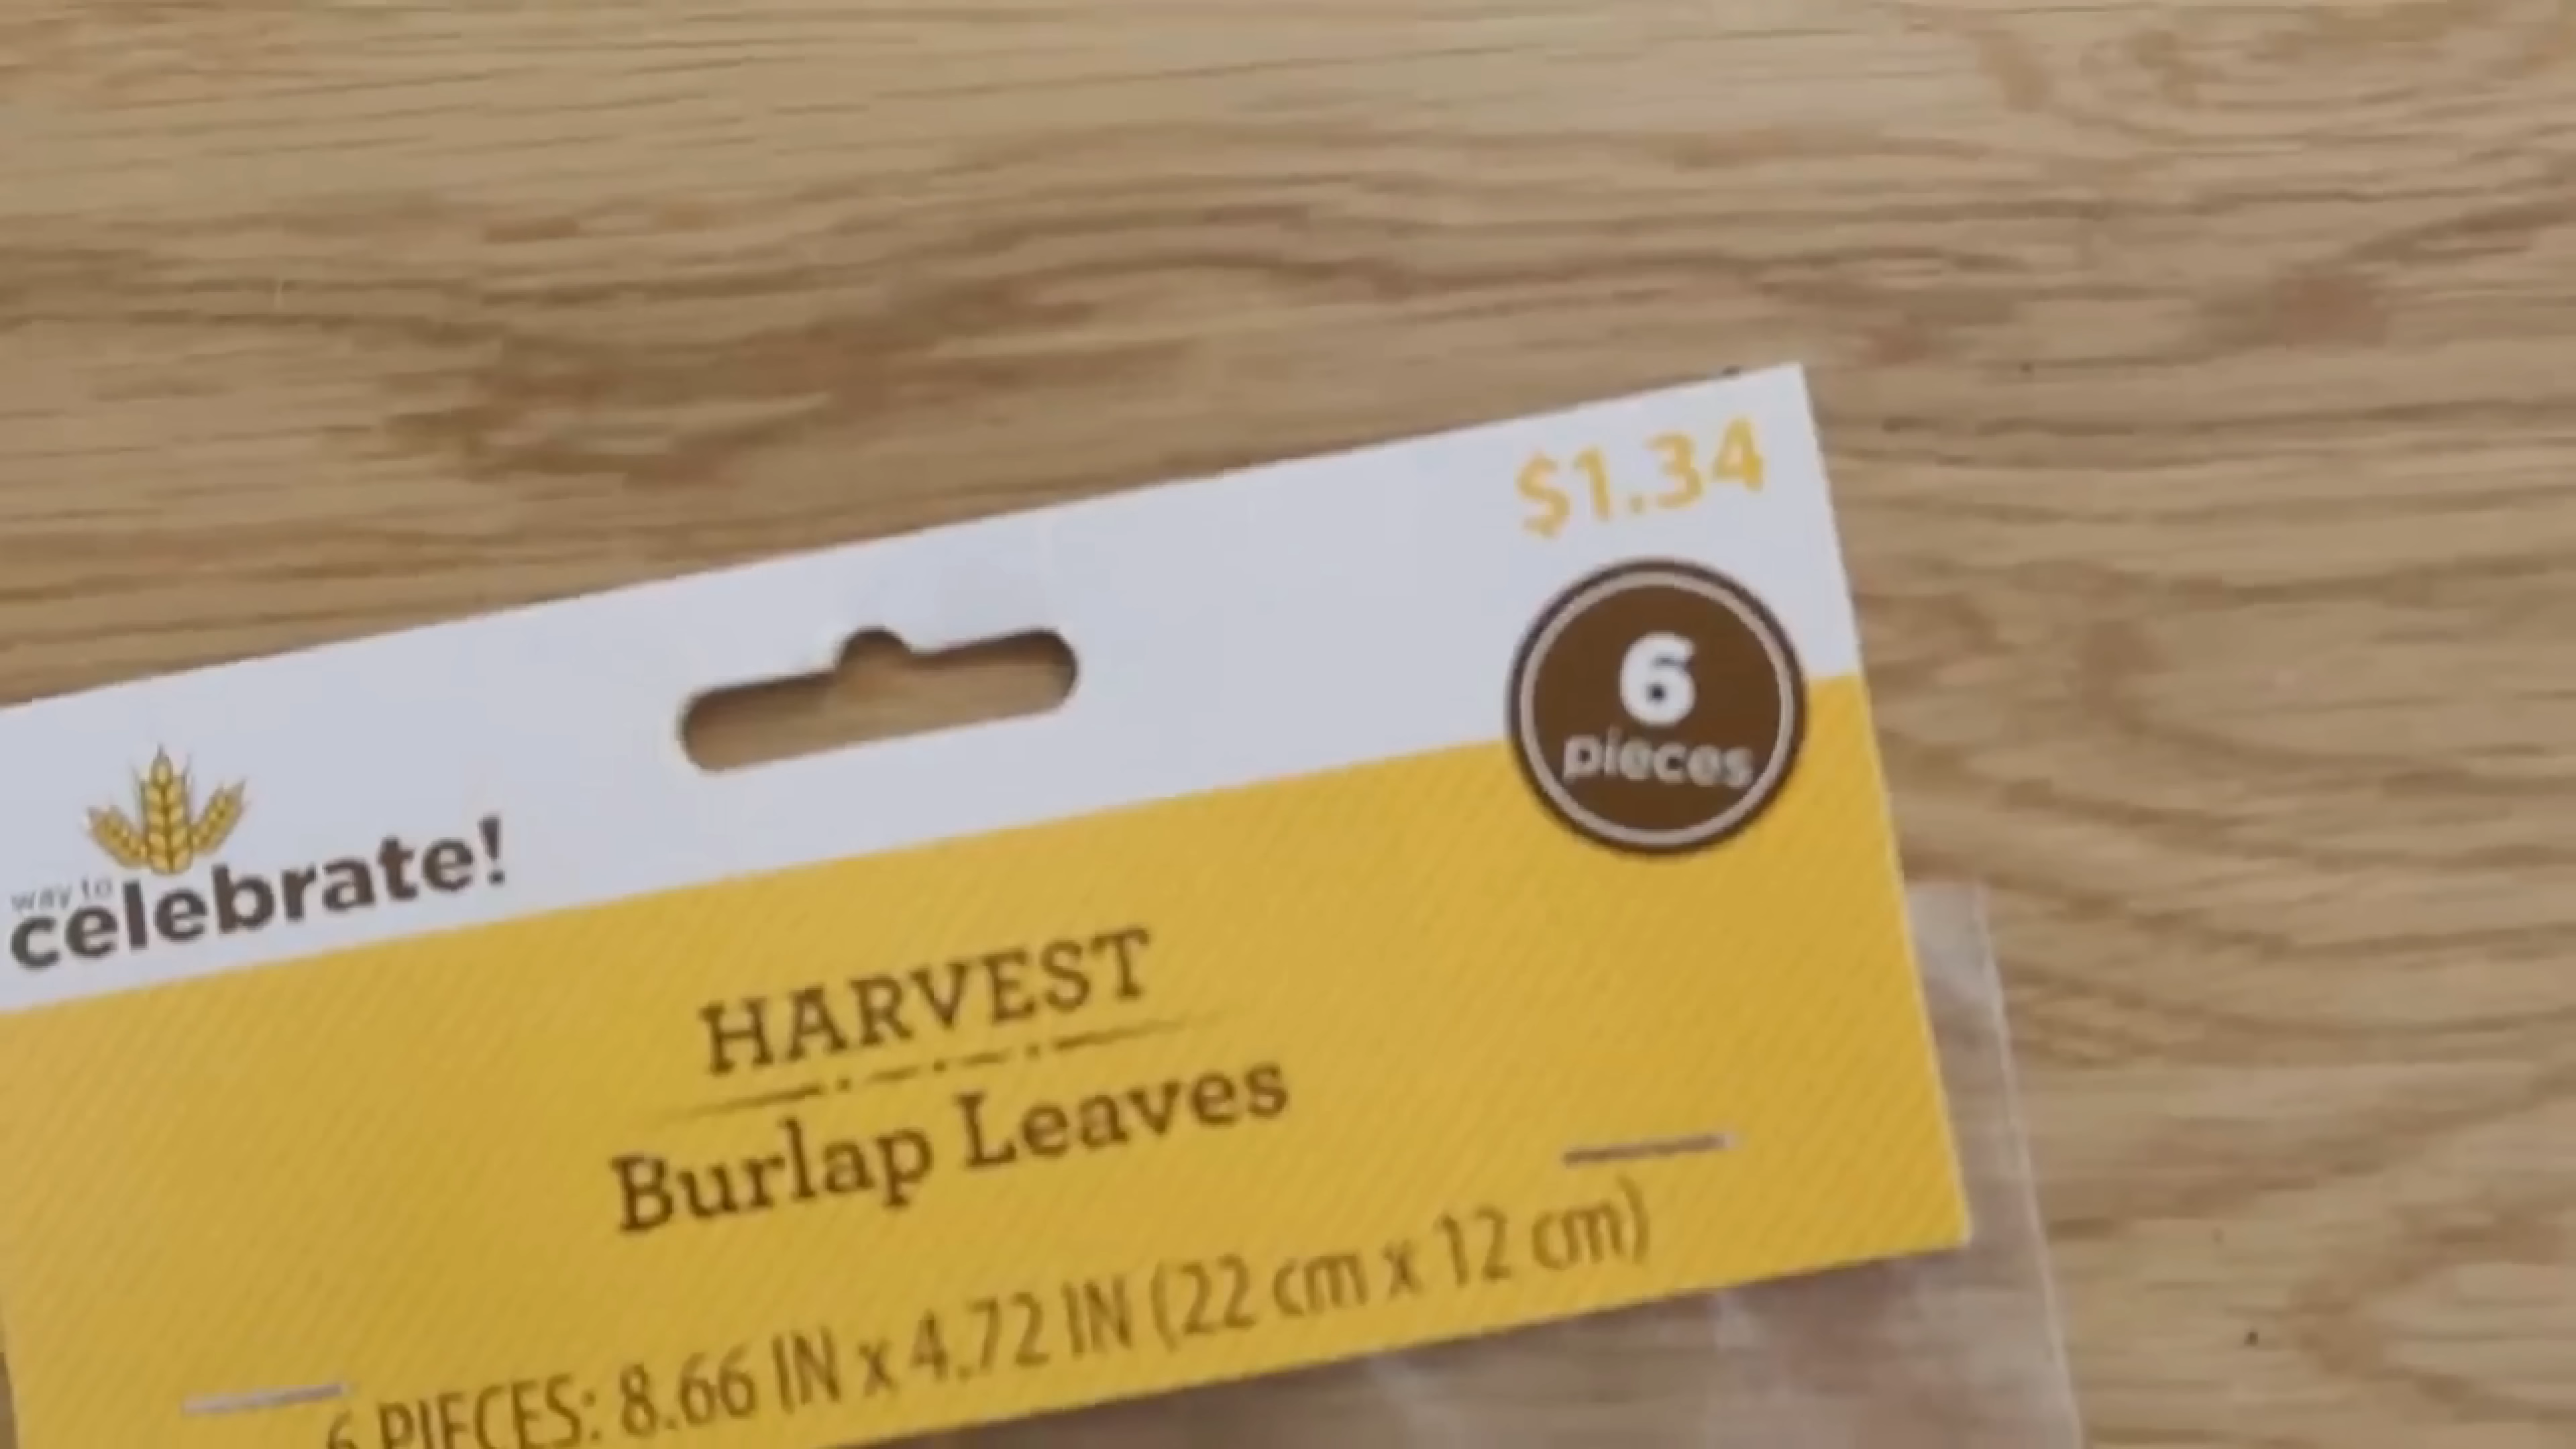 $1.34
6
pieces
way to
celebrate!
HARVEST
Burlap Leaves
6 PIECES: 8.66 IN x 4.72 IN (22 cm x 12 cm)